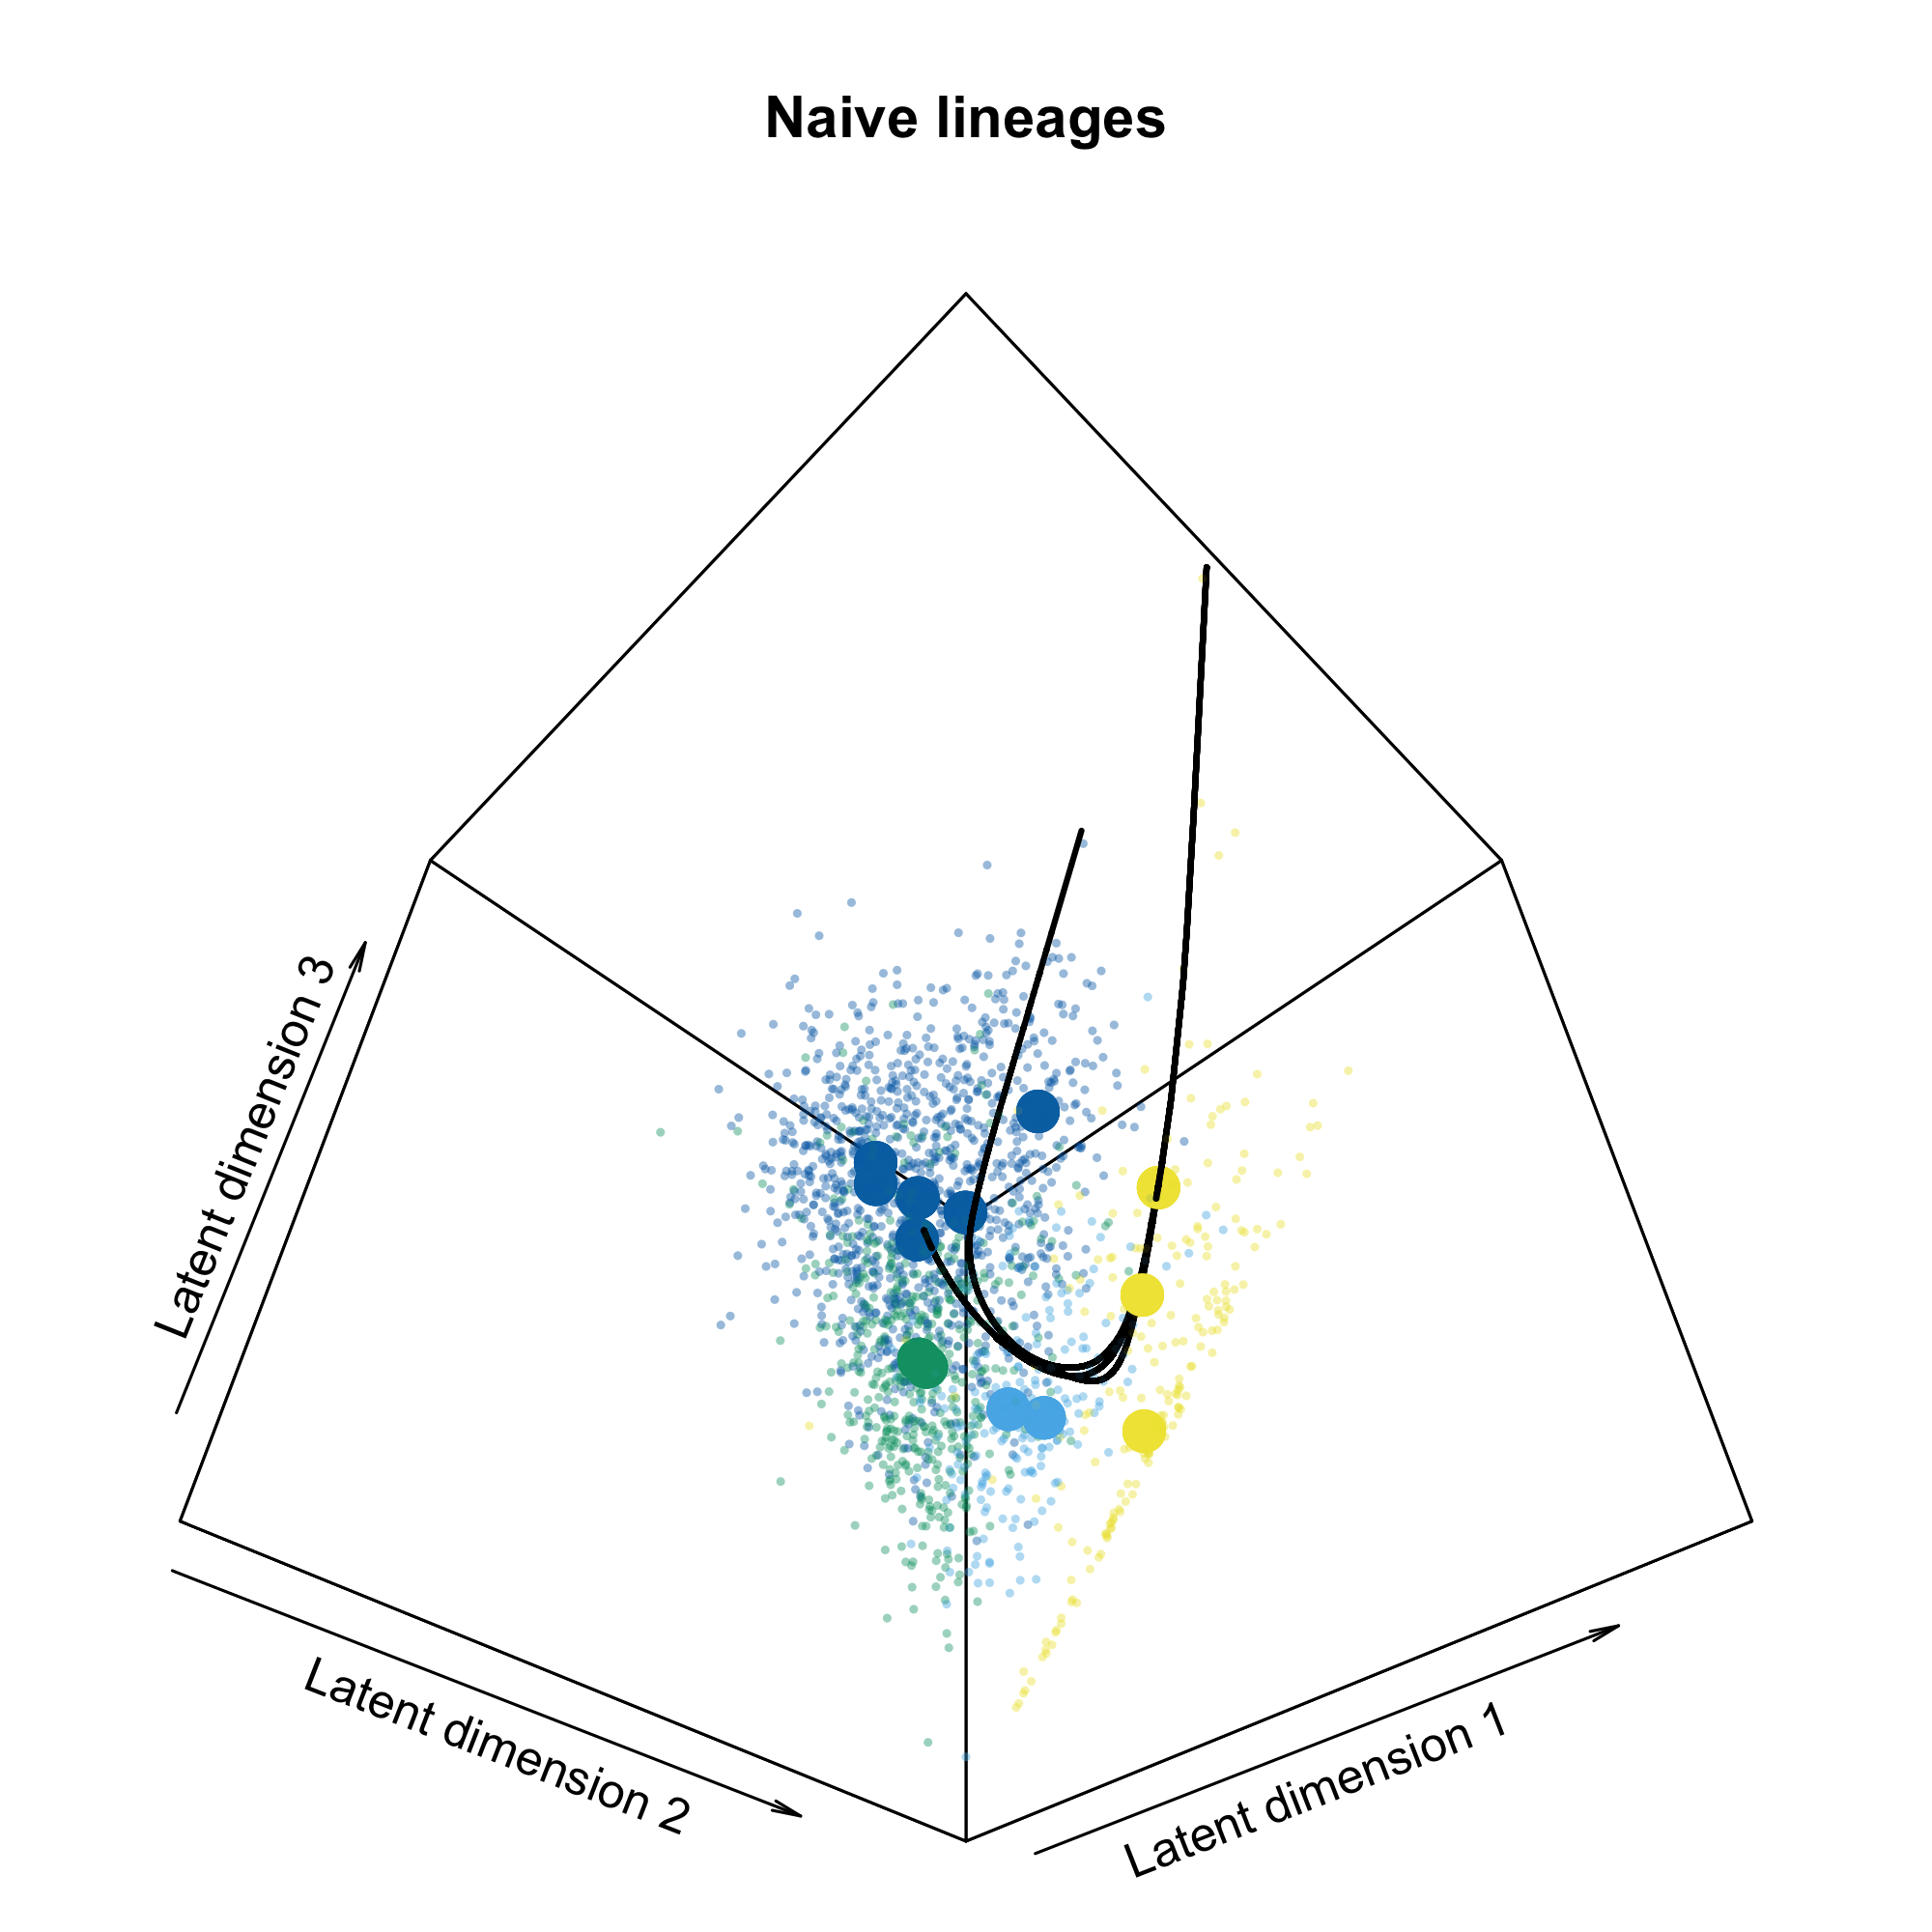 Naive lineages
Latent dimension 3
Latent dimension 2
Latent dimension 1